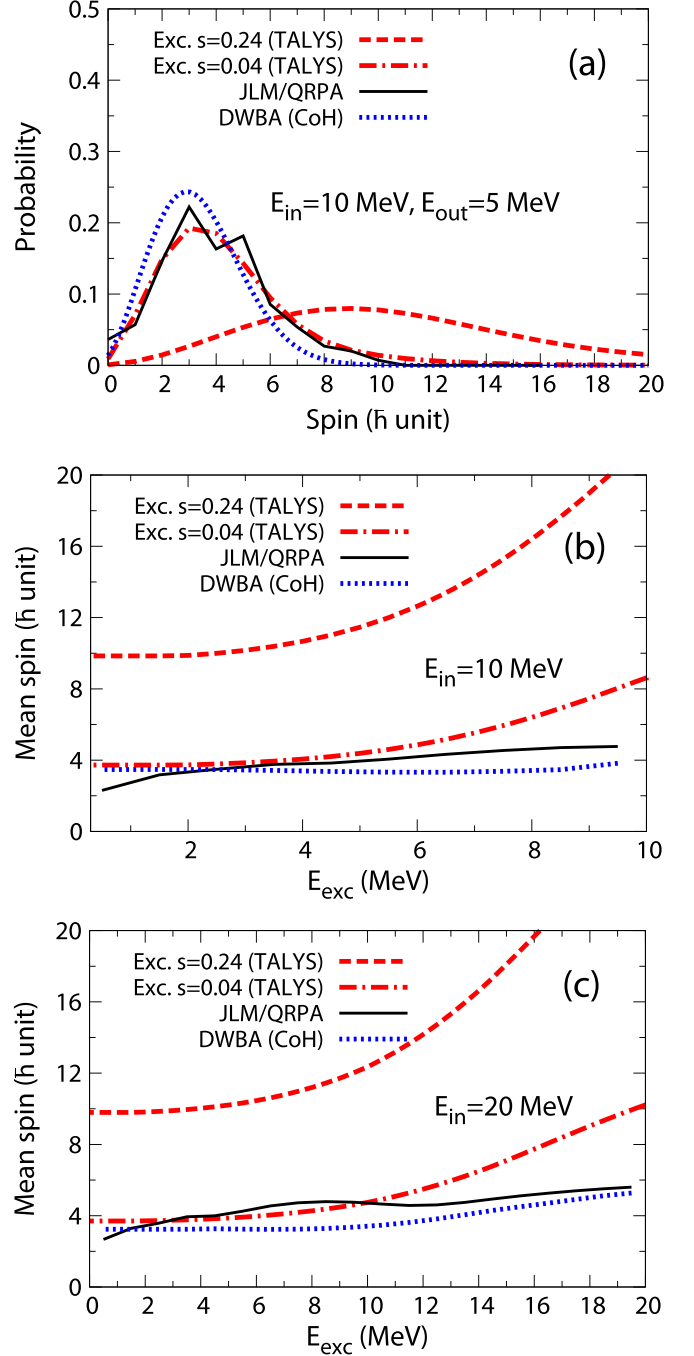 0.5
0.4
0.3
0.2
0.1
0
Probability
Exc. s=0.24 (TALYS)
Exc. s=0.04 (TALYS)
JLM/QRPA
DWBA (CoH)
(a)
E_in=10 MeV, E_out=5 MeV
0 2 4 6 8 10 12 14 16 18 20
Spin (ħ unit)
20
16
12
8
4
0
Mean spin (ħ unit)
Exc. s=0.24 (TALYS)
Exc. s=0.04 (TALYS)
JLM/QRPA
DWBA (CoH)
(b)
E_in=10 MeV
2 4 6 8 10
E_exc (MeV)
20
16
12
8
4
0
Mean spin (ħ unit)
Exc. s=0.24 (TALYS)
Exc. s=0.04 (TALYS)
JLM/QRPA
DWBA (CoH)
(c)
E_in=20 MeV
0 2 4 6 8 10 12 14 16 18 20
E_exc (MeV)